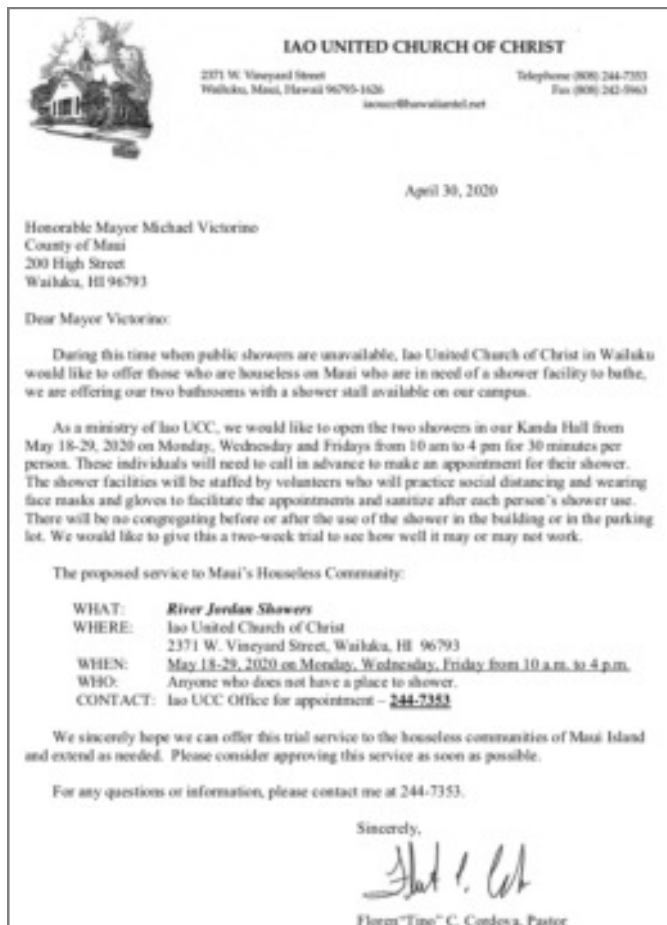 IAO UNITED CHURCH OF CHRIST
2371 W. Vineyard Street
Wailuku, Maui, Hawaii 96793-1626
Telephone (808) 244-7353
Fax (808) 242-5963
iaoucc@hawaiiantel.net
April 30, 2020
Honorable Mayor Michael Victorino
County of Maui
200 High Street
Wailuku, HI 96793
Dear Mayor Victorino:
During this time when public showers are unavailable, Iao United Church of Christ in Wailuku
would like to offer those who are houseless on Maui who are in need of a shower facility to bathe,
we are offering our two bathrooms with a shower stall available on our campus.
As a ministry of Iao UCC, we would like to open the two showers in our Kanda Hall from
May 18-29, 2020 on Monday, Wednesday and Fridays from 10 am to 4 pm for 30 minutes per
person. These individuals will need to call in advance to make an appointment for their shower.
The shower facilities will be staffed by volunteers who will practice social distancing and wearing
face masks and gloves to facilitate the appointments and sanitize after each person's shower use.
There will be no congregating before or after the use of the shower in the building or in the parking
lot. We would like to give this a two-week trial to see how well it may or may not work.
The proposed service to Maui's Houseless Community:
WHAT: River Jordan Showers
WHERE: Iao United Church of Christ
2371 W. Vineyard Street, Wailuku, HI 96793
WHEN: May 18-29, 2020 on Monday, Wednesday, Friday from 10 a.m. to 4 p.m.
WHO: Anyone who does not have a place to shower.
CONTACT: Iao UCC Office for appointment – 244-7353
We sincerely hope we can offer this trial service to the houseless communities of Maui Island
and extend as needed. Please consider approving this service as soon as possible.
For any questions or information, please contact me at 244-7353.
Sincerely,
Floren "Tino" C. Cordova, Pastor